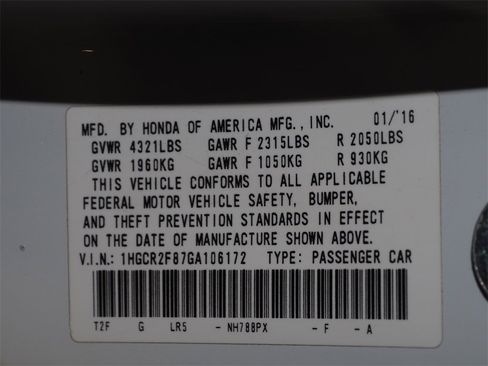 MFD. BY HONDA OF AMERICA MFG., INC. 01/'16
GVWR 4321LBS GAWR F 2315LBS R 2050LBS
GVWR 1960KG GAWR F 1050KG R 930KG
THIS VEHICLE CONFORMS TO ALL APPLICABLE
FEDERAL MOTOR VEHICLE SAFETY, BUMPER,
AND THEFT PREVENTION STANDARDS IN EFFECT
ON THE DATE OF MANUFACTURE SHOWN ABOVE.
V.I.N.: 1HGCR2F87GA106172 TYPE: PASSENGER CAR
T2F G LR5 - NH788PX - F - A